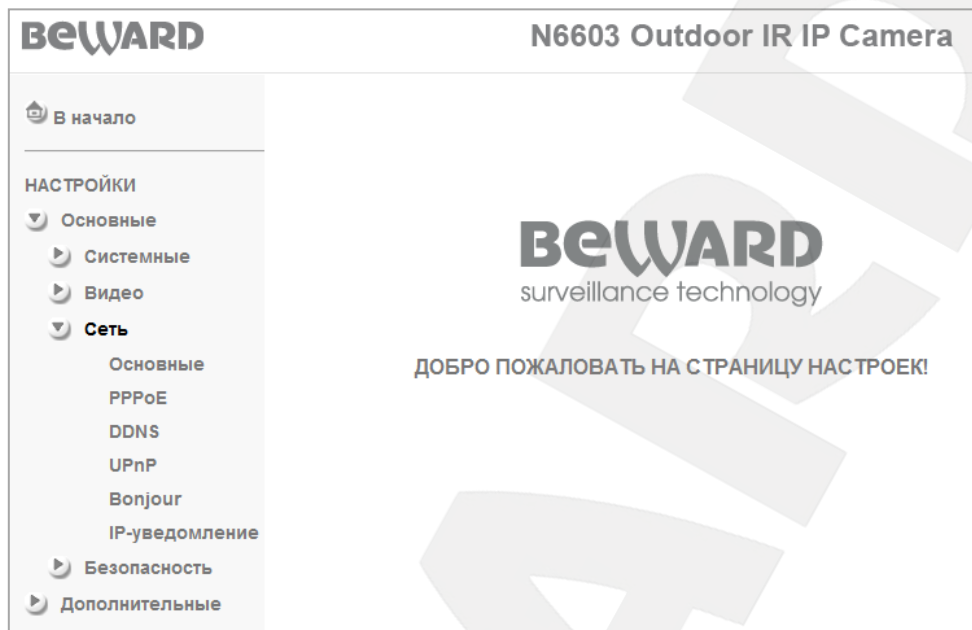 BEWARD
N6603 Outdoor IR IP Camera
В начало
НАСТРОЙКИ
Основные
Системные
Видео
Сеть
Основные
PPPoE
DDNS
UPnP
Bonjour
IP-уведомление
Безопасность
Дополнительные
BEWARD
surveillance technology
ДОБРО ПОЖАЛОВАТЬ НА СТРАНИЦУ НАСТРОЕК!